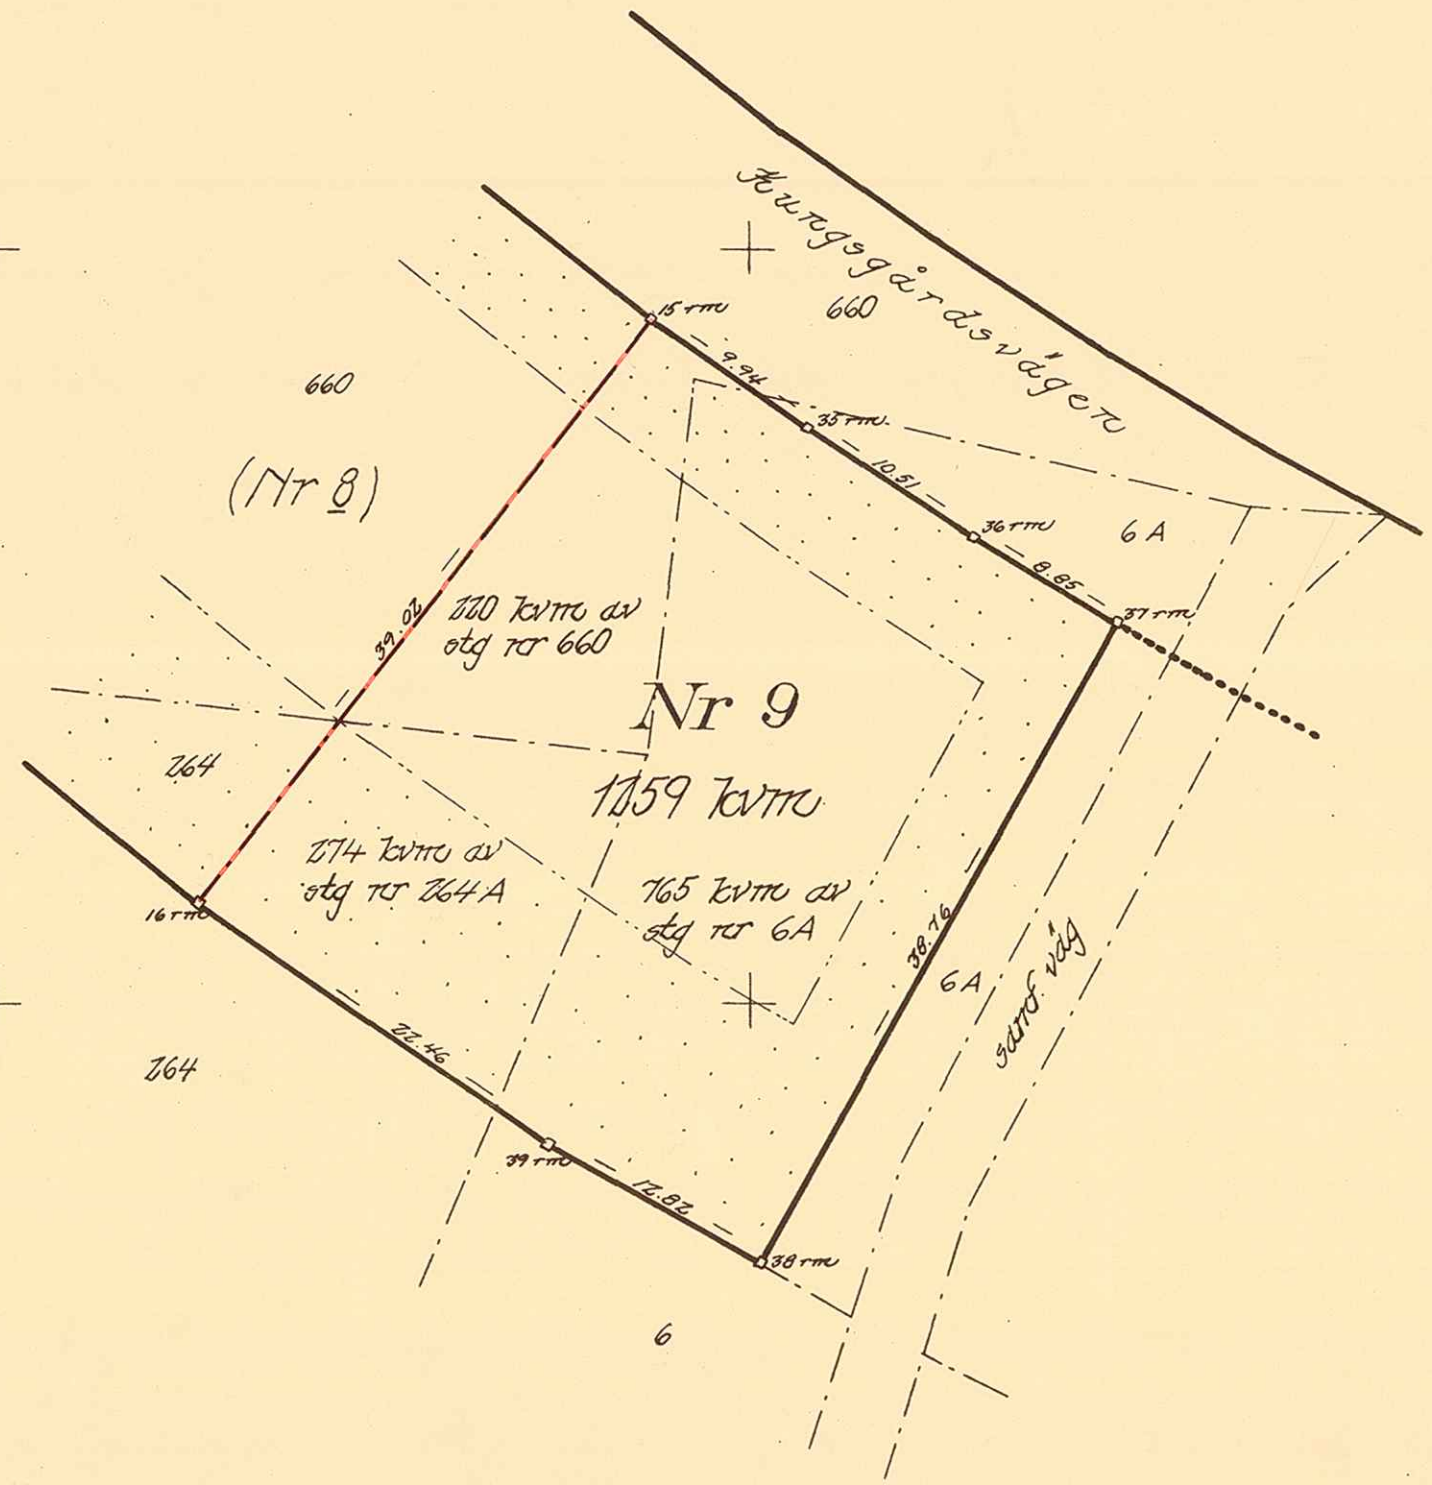 Kungsgårdsvägen
15 rm
660
9.94
660
35 rm
10.51
(Nr 8)
36 rm
6 A
8.85
37 rm
39.02
220 kvm av
stg nr 660
Nr 9
1259 kvm
264
274 kvm av
stg nr 264 A
765 kvm av
stg nr 6A
16 rm
38.76
6 A
samf. väg
22.46
264
39 rm
12.82
38 rm
6